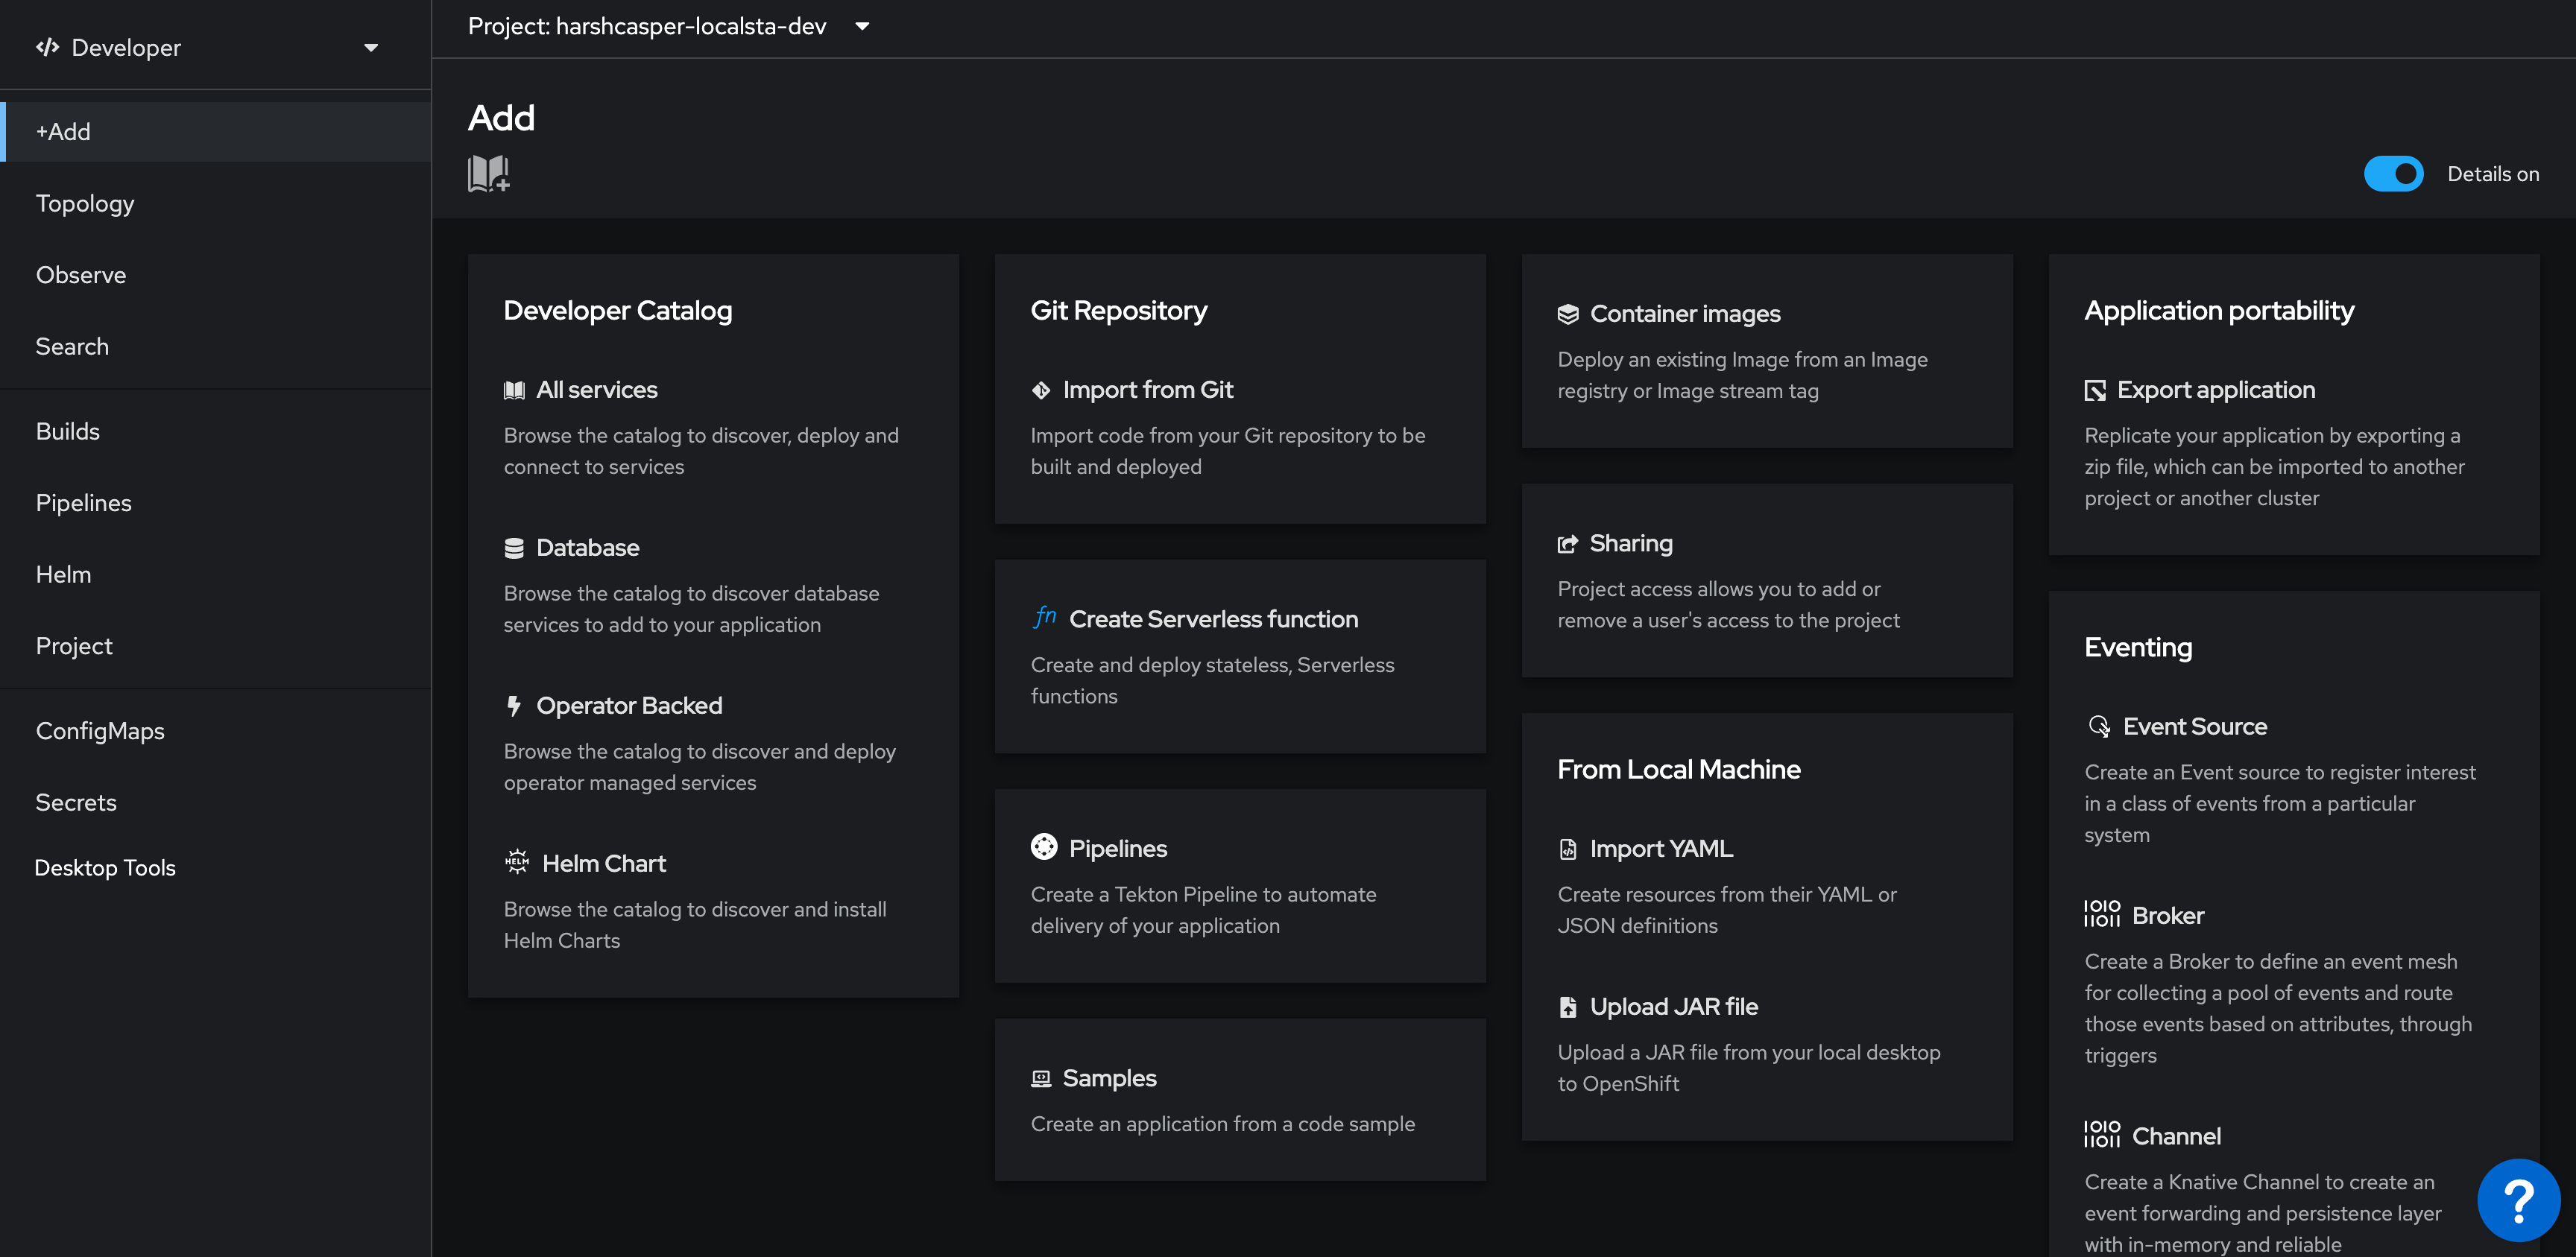 Developer
+Add
Topology
Observe
Search
Builds
Pipelines
Helm
Project
ConfigMaps
Secrets
Desktop Tools
Project: harshcasper-localsta-dev
Add
Details on
Developer Catalog
All services
Browse the catalog to discover, deploy and
connect to services
Database
Browse the catalog to discover database
services to add to your application
Operator Backed
Browse the catalog to discover and deploy
operator managed services
HELM
Helm Chart
Browse the catalog to discover and install
Helm Charts
Git Repository
Import from Git
Import code from your Git repository to be
built and deployed
fn Create Serverless function
Create and deploy stateless, Serverless
functions
Pipelines
Create a Tekton Pipeline to automate
delivery of your application
Samples
Create an application from a code sample
Container images
Deploy an existing Image from an Image
registry or Image stream tag
Sharing
Project access allows you to add or
remove a user's access to the project
From Local Machine
Import YAML
Create resources from their YAML or
JSON definitions
Upload JAR file
Upload a JAR file from your local desktop
to OpenShift
Application portability
Export application
Replicate your application by exporting a
zip file, which can be imported to another
project or another cluster
Eventing
Event Source
Create an Event source to register interest
in a class of events from a particular
system
Broker
Create a Broker to define an event mesh
for collecting a pool of events and route
those events based on attributes, through
triggers
Channel
Create a Knative Channel to create an
event forwarding and persistence layer
with in-memory and reliable
?